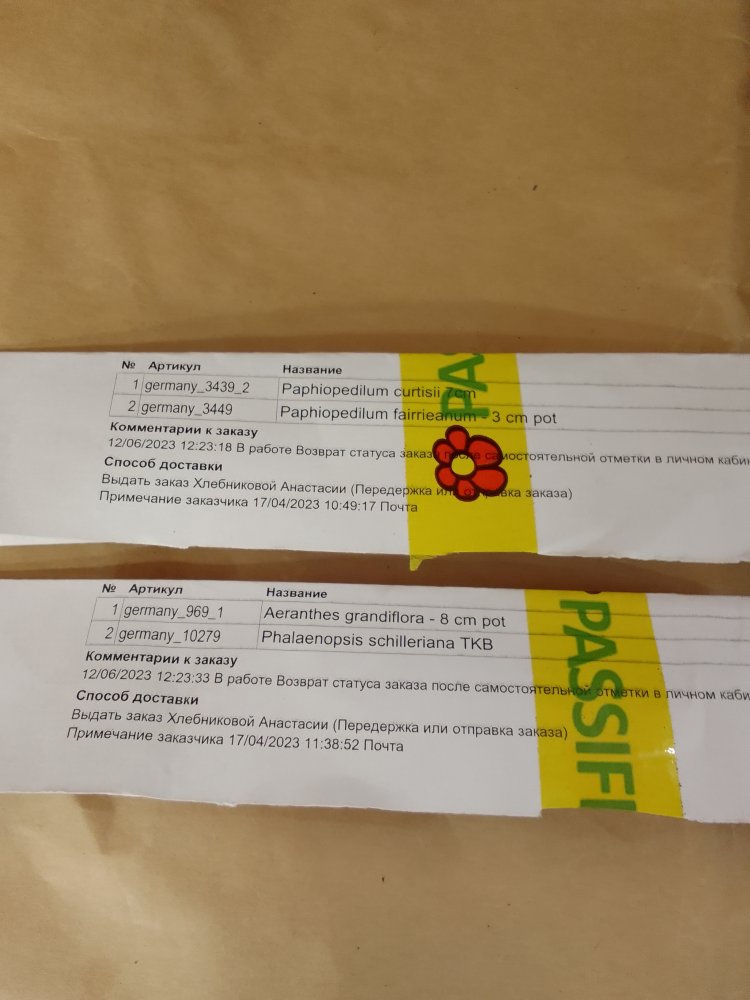 № Артикул Название
1 germany_3439_2 Paphiopedilum curtisii 7cm
2 germany_3449 Paphiopedilum fairrieanum - 3 cm pot
Комментарии к заказу
12/06/2023 12:23:18 В работе Возврат статуса заказа после самостоятельной отметки в личном каби
Способ доставки
Выдать заказ Хлебниковой Анастасии (Передержка или отправка заказа)
Примечание заказчика 17/04/2023 10:49:17 Почта
PA
№ Артикул Название
1 germany_969_1 Aeranthes grandiflora - 8 cm pot
2 germany_10279 Phalaenopsis schilleriana TKB
Комментарии к заказу
12/06/2023 12:23:33 В работе Возврат статуса заказа после самостоятельной отметки в личном каби
Способ доставки
Выдать заказ Хлебниковой Анастасии (Передержка или отправка заказа)
Примечание заказчика 17/04/2023 11:38:52 Почта
PASSIF